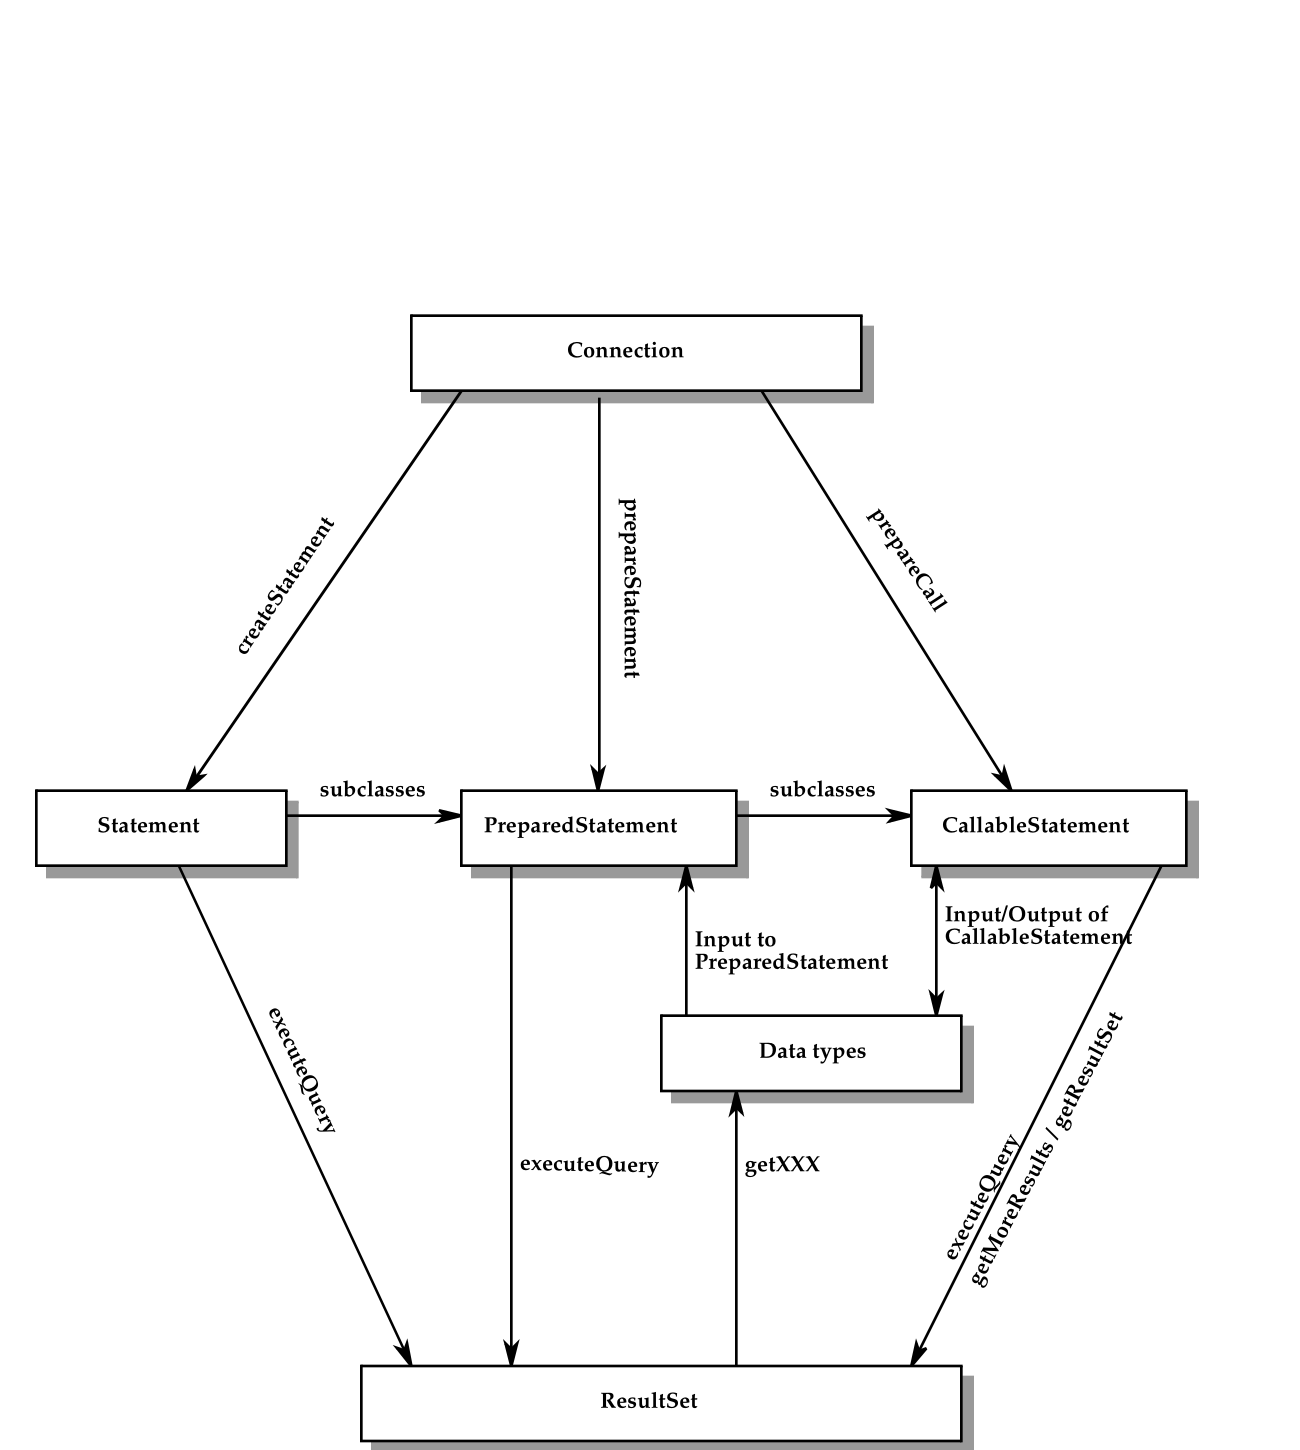 Connection
createStatement
prepareStatement
prepareCall
subclasses
subclasses
Statement
PreparedStatement
CallableStatement
Input/Output of
CallableStatement
Input to
PreparedStatement
Data types
executeQuery
executeQuery
getXXX
executeQuery
getMoreResults / getResultSet
ResultSet